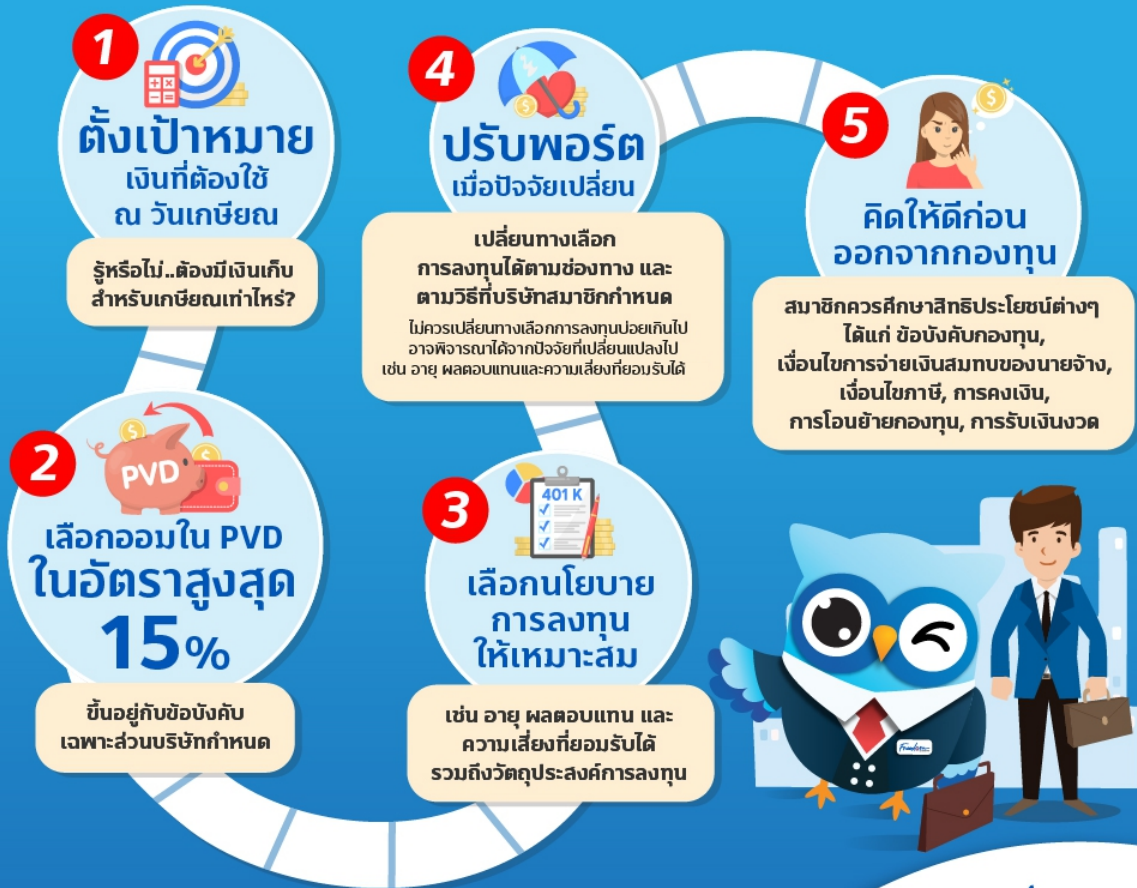 1
ตั้งเป้าหมาย
เงินที่ต้องใช้
ณ วันเกษียณ
รู้หรือไม่..ต้องมีเงินเก็บ
สำหรับเกษียณเท่าไหร่?
2
PVD
เลือกออมใน PVD
ในอัตราสูงสุด
15%
ขึ้นอยู่กับข้อบังคับ
เฉพาะส่วนบริษัทกำหนด
3
401 K
เลือกนโยบาย
การลงทุน
ให้เหมาะสม
เช่น อายุ ผลตอบแทน และ
ความเสี่ยงที่ยอมรับได้
รวมถึงวัตถุประสงค์การลงทุน
4
ปรับพอร์ต
เมื่อปัจจัยเปลี่ยน
เปลี่ยนทางเลือก
การลงทุนได้ตามช่องทาง และ
ตามวิธีที่บริษัทสมาชิกกำหนด
ไม่ควรเปลี่ยนทางเลือกการลงทุนบ่อยเกินไป
อาจพิจารณาได้จากปัจจัยที่เปลี่ยนแปลงไป
เช่น อายุ ผลตอบแทนและความเสี่ยงที่ยอมรับได้
5
คิดให้ดีก่อน
ออกจากกองทุน
สมาชิกควรศึกษาสิทธิประโยชน์ต่างๆ
ได้แก่ ข้อบังคับกองทุน,
เงื่อนไขการจ่ายเงินสมทบของนายจ้าง,
เงื่อนไขภาษี, การคงเงิน,
การโอนย้ายกองทุน, การรับเงินงวด